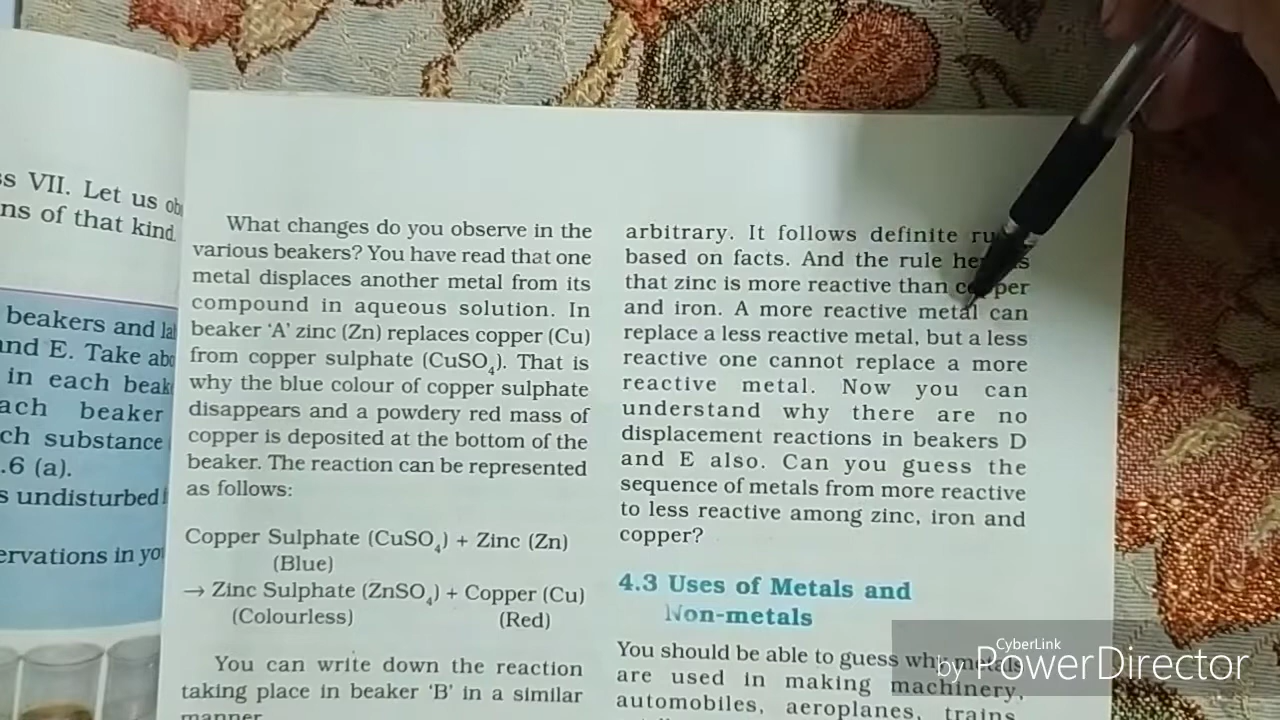 ss VII. Let us
ns of that kind.
beakers and
and E. Take
in each
ach beaker
ch substance
.6 (a).
s undisturbed
ervations in
What changes do you observe in the
various beakers? You have read that one
metal displaces another metal from its
compound in aqueous solution. In
beaker ‘A’ zinc (Zn) replaces copper (Cu)
from copper sulphate (CuSO₄). That is
why the blue colour of copper sulphate
disappears and a powdery red mass of
copper is deposited at the bottom of the
beaker. The reaction can be represented
as follows:
Copper Sulphate (CuSO₄) + Zinc (Zn)
(Blue)
→ Zinc Sulphate (ZnSO₄) + Copper (Cu)
(Colourless) (Red)
You can write down the reaction
taking place in beaker ‘B’ in a similar
manner.
arbitrary. It follows definite
based on facts. And the rule
that zinc is more reactive than copper
and iron. A more reactive metal can
replace a less reactive metal, but a less
reactive one cannot replace a more
reactive metal. Now you can
understand why there are no
displacement reactions in beakers D
and E also. Can you guess the
sequence of metals from more reactive
to less reactive among zinc, iron and
copper?
4.3 Uses of Metals and
Non-metals
You should be able to guess why metals
are used in making machinery,
automobiles, aeroplanes, trains,
CyberLink
by PowerDirector